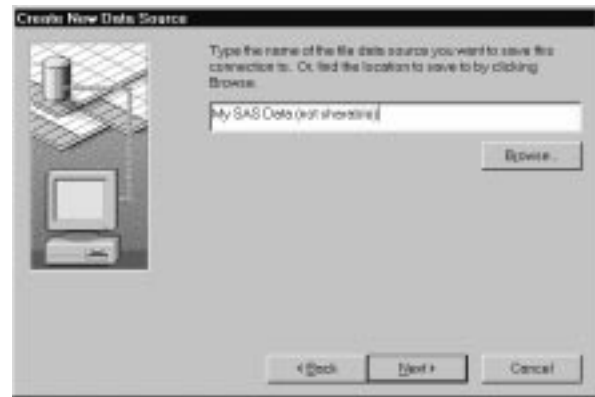 Create New Data Source
Type the name of the file data source you want to save this
connection to. Or, find the location to save to by clicking
Browse.
My SAS Data (not sharable)
Browse...
< Back
Next >
Cancel